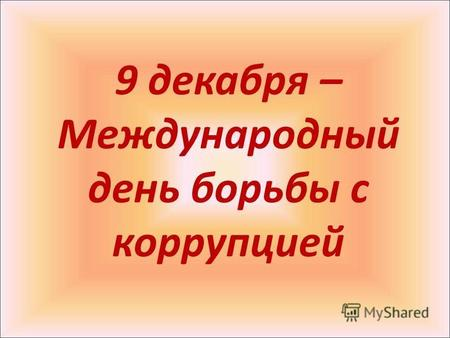 9 декабря –
Международный
день борьбы с
коррупцией
MyShared